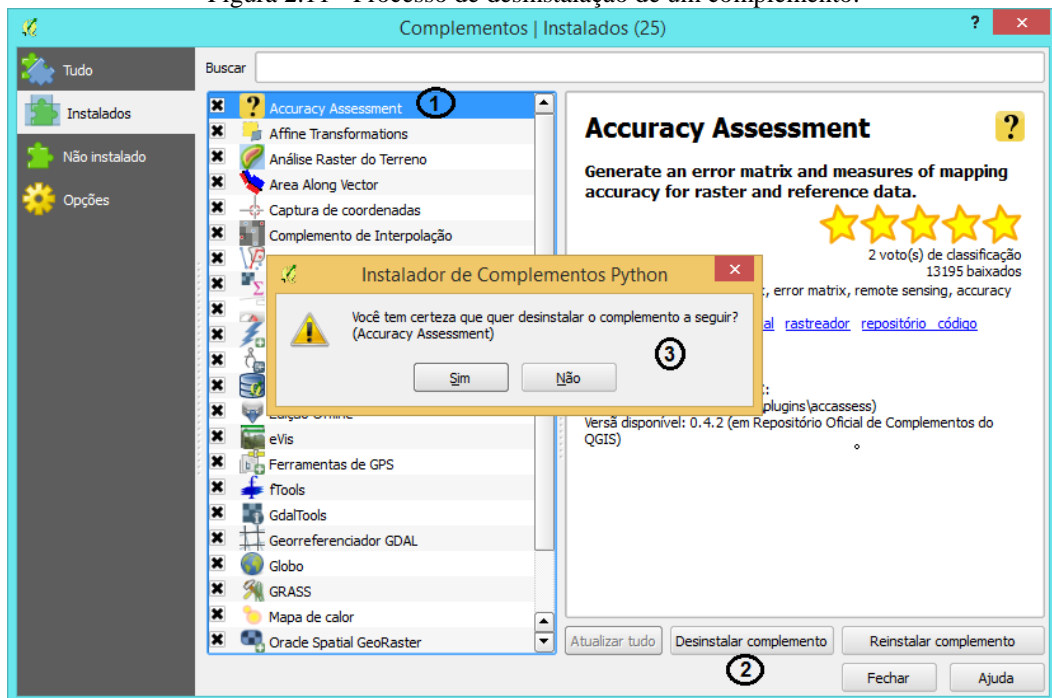 Figura 2.11 - Processo de desinstalação de um complemento.
Complementos | Instalados (25)
? ×
Tudo
Instalados
Não instalado
Opções
Buscar
Accuracy Assessment
1
Affine Transformations
Análise Raster do Terreno
Area Along Vector
Captura de coordenadas
Complemento de Interpolação
eVis
Ferramentas de GPS
fTools
GdalTools
Georreferenciador GDAL
Globo
GRASS
Mapa de calor
Oracle Spatial GeoRaster
Accuracy Assessment
?
Generate an error matrix and measures of mapping
accuracy for raster and reference data.
2 voto(s) de classificação
13195 baixados
error matrix, remote sensing, accuracy
rastreador repositório código
plugins\accassess)
Versã disponível: 0.4.2 (em Repositório Oficial de Complementos do
QGIS)
Instalador de Complementos Python
×
Você tem certeza que quer desinstalar o complemento a seguir?
(Accuracy Assessment)
3
Sim
Não
Atualizar tudo
Desinstalar complemento
Reinstalar complemento
2
Fechar
Ajuda